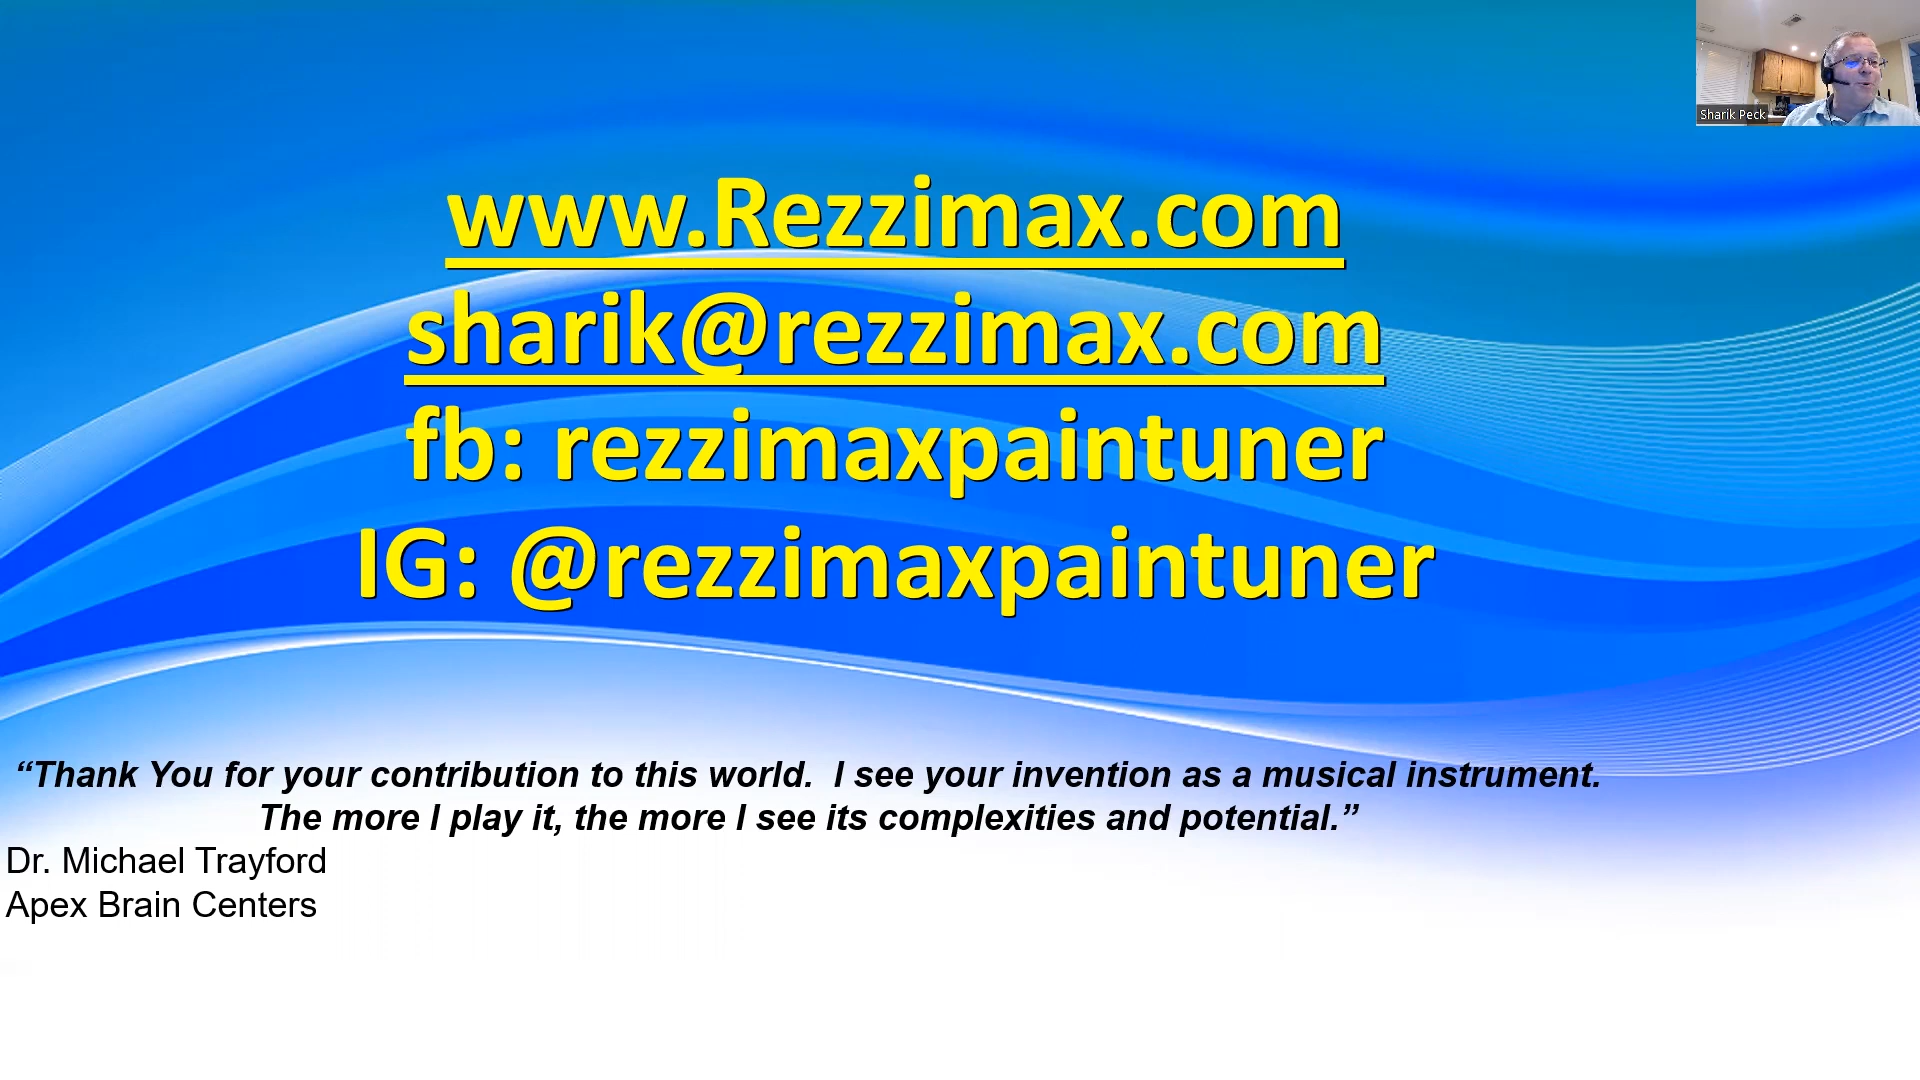 Sharik Peck
www.Rezzimax.com
sharik@rezzimax.com
fb: rezzimaxpaintuner
IG: @rezzimaxpaintuner
“Thank You for your contribution to this world.  I see your invention as a musical instrument.
The more I play it, the more I see its complexities and potential.”
Dr. Michael Trayford
Apex Brain Centers